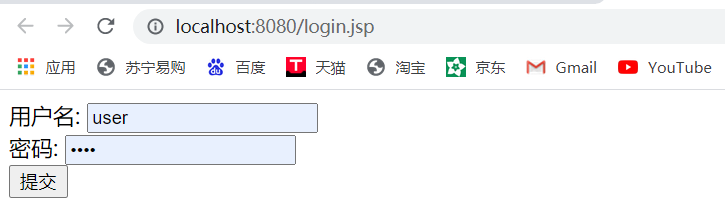 localhost:8080/login.jsp
应用 苏宁易购 百度 T 天猫 淘宝 京东 Gmail YouTube
用户名: user
密码: ••••
提交